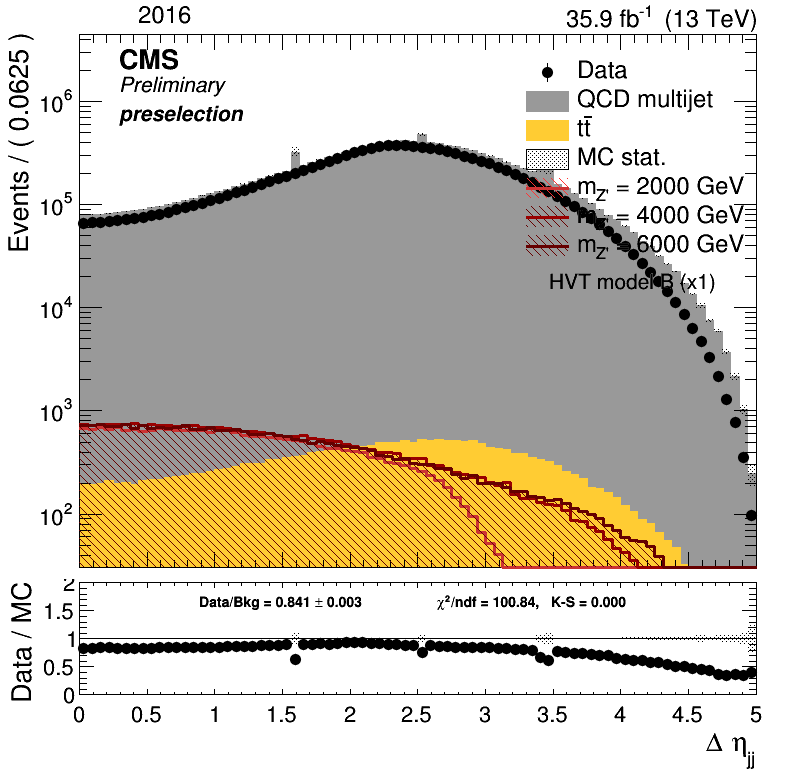 2016 35.9 fb⁻¹ (13 TeV)
CMS
Preliminary
preselection
Data
QCD multijet
tt̄
MC stat.
m_Z' = 2000 GeV
m_Z' = 4000 GeV
m_Z' = 6000 GeV
HVT model B (x1)
Events / ( 0.0625 )
10⁶
10⁵
10⁴
10³
10²
Data/Bkg = 0.841 ± 0.003 χ²/ndf = 100.84, K-S = 0.000
Data / MC
2
1.5
1
0.5
0
0 0.5 1 1.5 2 2.5 3 3.5 4 4.5 5
Δ η_jj